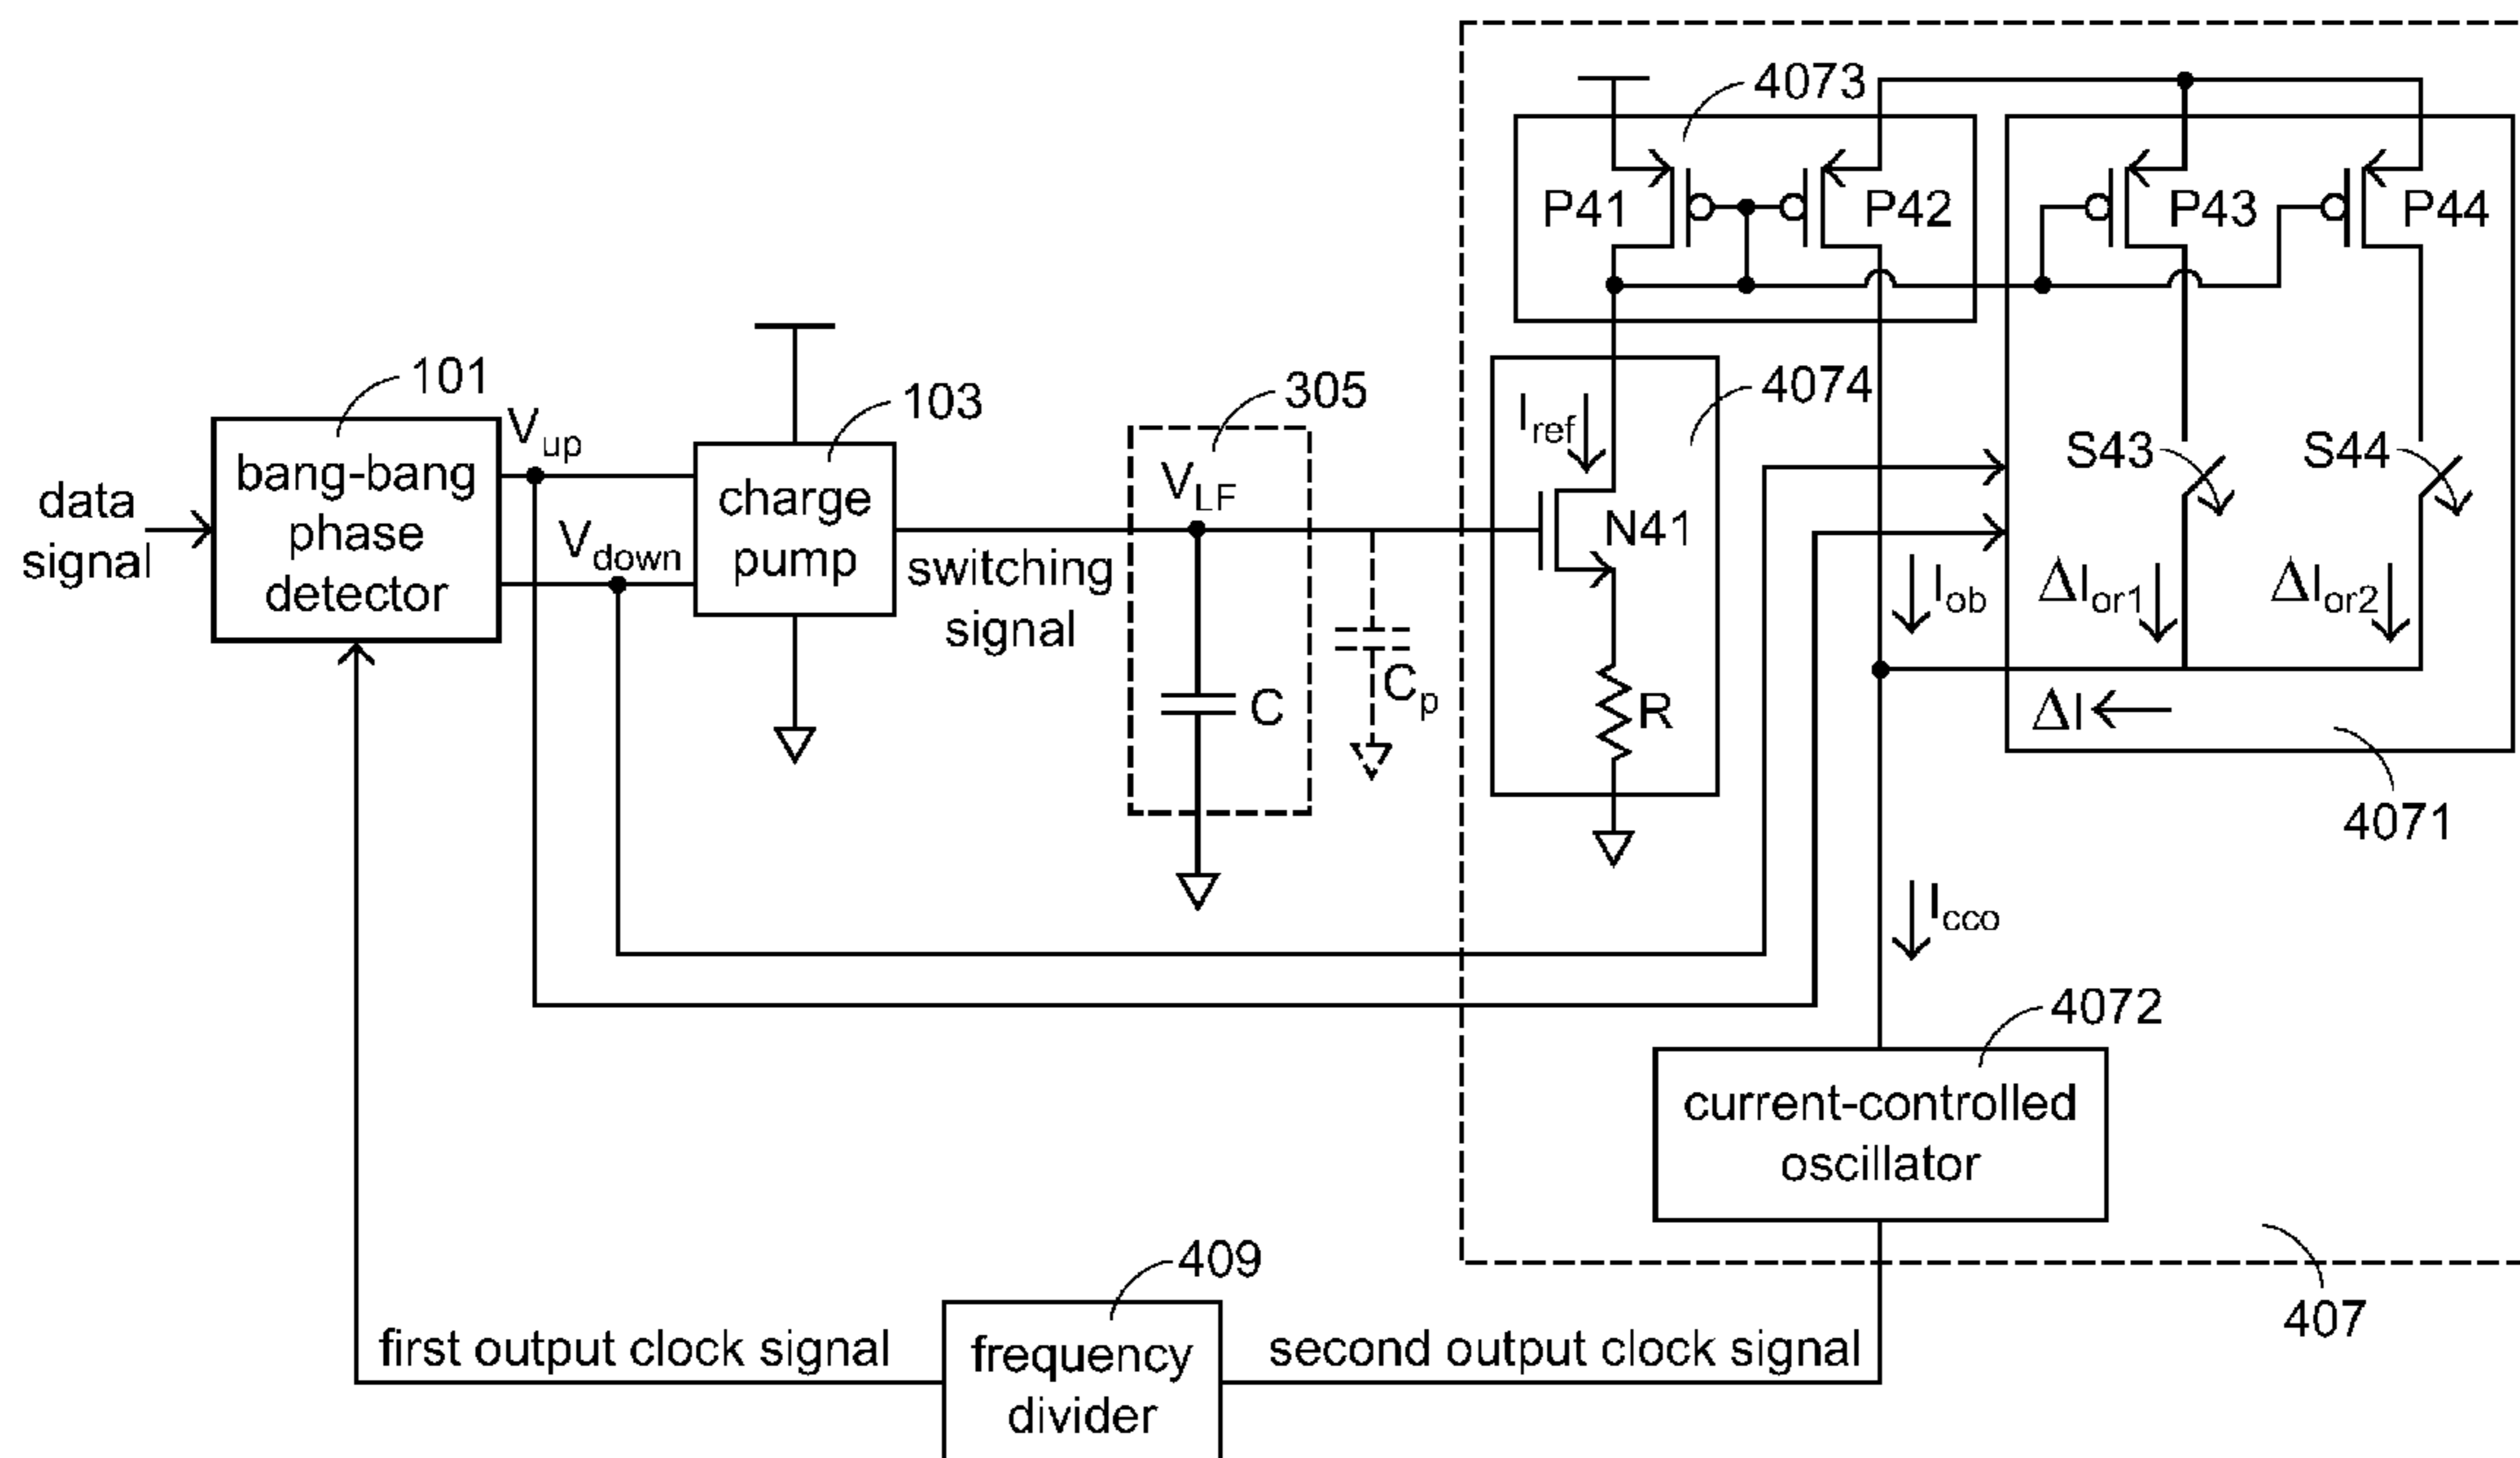 4073
P41
P42
P43
P44
101
V_up
bang-bang
phase
detector
data
signal
V_down
103
charge
pump
switching
signal
305
V_LF
C
C_p
I_ref
4074
N41
R
S43
S44
I_ob
ΔI_or1
ΔI_or2
ΔI
4071
I_cco
4072
current-controlled
oscillator
407
409
first output clock signal
frequency
divider
second output clock signal